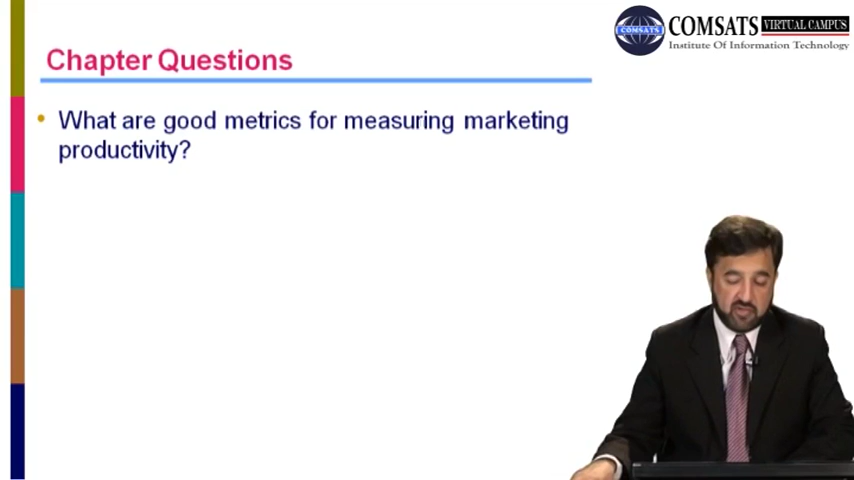 COMSATS VIRTUAL CAMPUS
COMSATS
Institute Of Information Technology
Chapter Questions
• What are good metrics for measuring marketing
productivity?